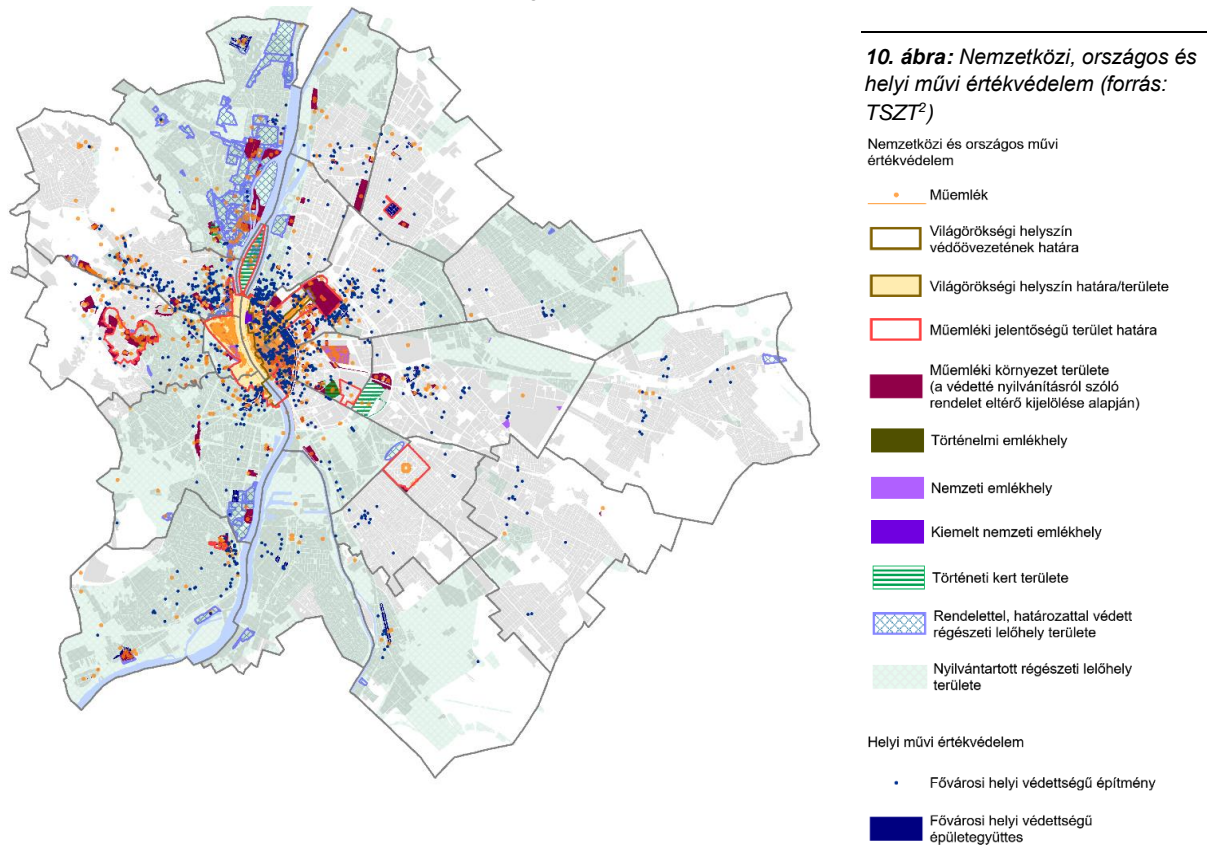 10. ábra: Nemzetközi, országos és
helyi művi értékvédelem (forrás:
TSZT²)
Nemzetközi és országos művi
értékvédelem
Műemlék
Világörökségi helyszín
védőövezetének határa
Világörökségi helyszín határa/területe
Műemléki jelentőségű terület határa
Műemléki környezet területe
(a védetté nyilvánításról szóló
rendelet eltérő kijelölése alapján)
Történelmi emlékhely
Nemzeti emlékhely
Kiemelt nemzeti emlékhely
Történeti kert területe
Rendelettel, határozattal védett
régészeti lelőhely területe
Nyilvántartott régészeti lelőhely
területe
Helyi művi értékvédelem
Fővárosi helyi védettségű építmény
Fővárosi helyi védettségű
épületegyüttes